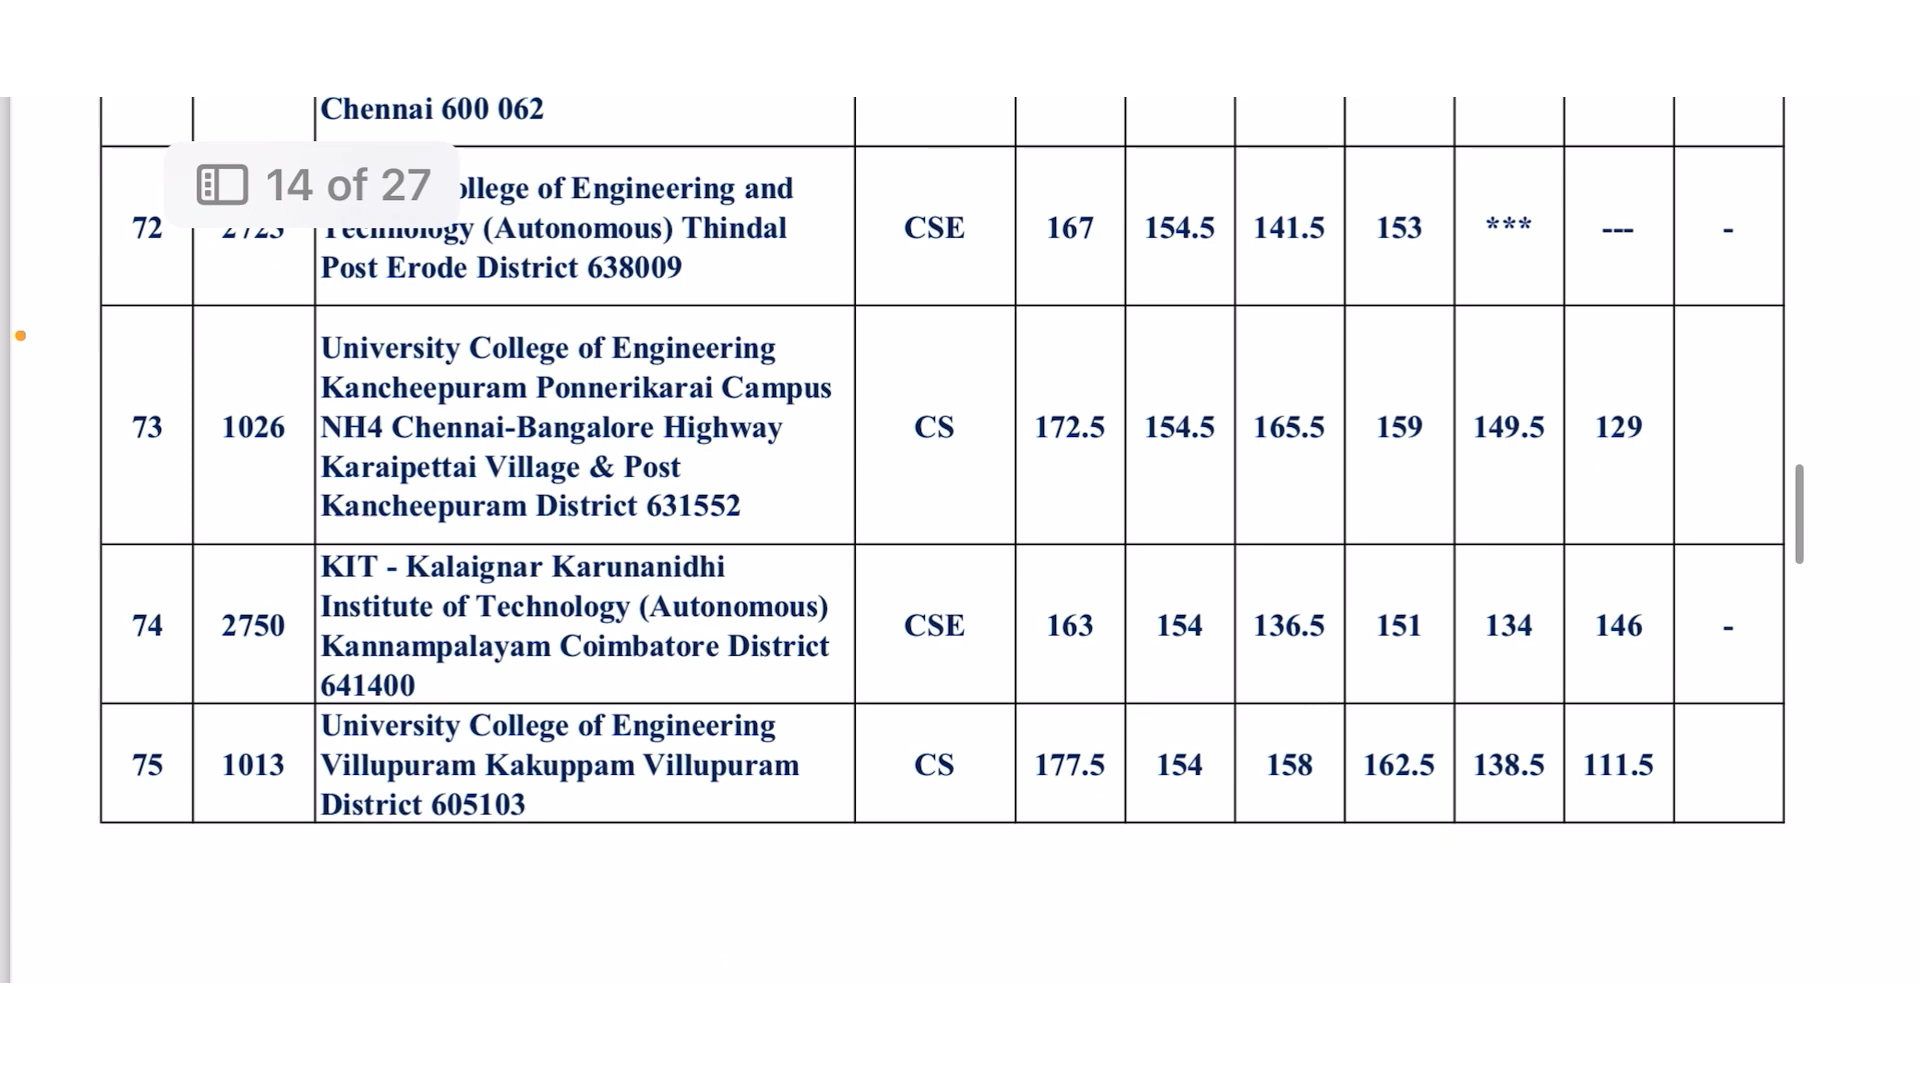 Chennai 600 062
14 of 27
College of Engineering and
72 2723 Technology (Autonomous) Thindal CSE 167 154.5 141.5 153 *** --- -
Post Erode District 638009
University College of Engineering
Kancheepuram Ponnerikarai Campus
73 1026 NH4 Chennai-Bangalore Highway CS 172.5 154.5 165.5 159 149.5 129
Karaipettai Village & Post
Kancheepuram District 631552
KIT - Kalaignar Karunanidhi
Institute of Technology (Autonomous)
74 2750 CSE 163 154 136.5 151 134 146 -
Kannampalayam Coimbatore District
641400
University College of Engineering
75 1013 Villupuram Kakuppam Villupuram CS 177.5 154 158 162.5 138.5 111.5
District 605103